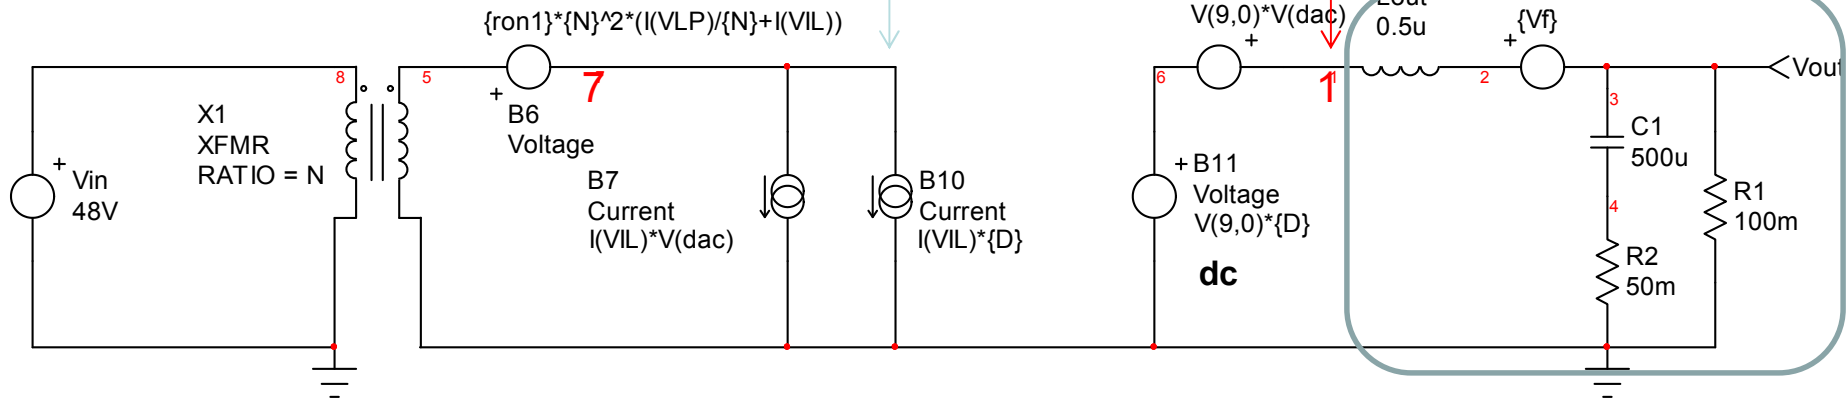 {ron1}*{N}^2*(I(VLP)/{N}+I(VIL))
V(9,0)*V(dac)
0.5u
{Vf}
+
+
8
5
+
7
6
1
1
2
Vout
X1
XFMR
RATIO = N
B6
Voltage
3
C1
500u
+
Vin
48V
B7
Current
I(VIL)*V(dac)
B10
Current
I(VIL)*{D}
+
B11
Voltage
V(9,0)*{D}
dc
4
R1
100m
R2
50m